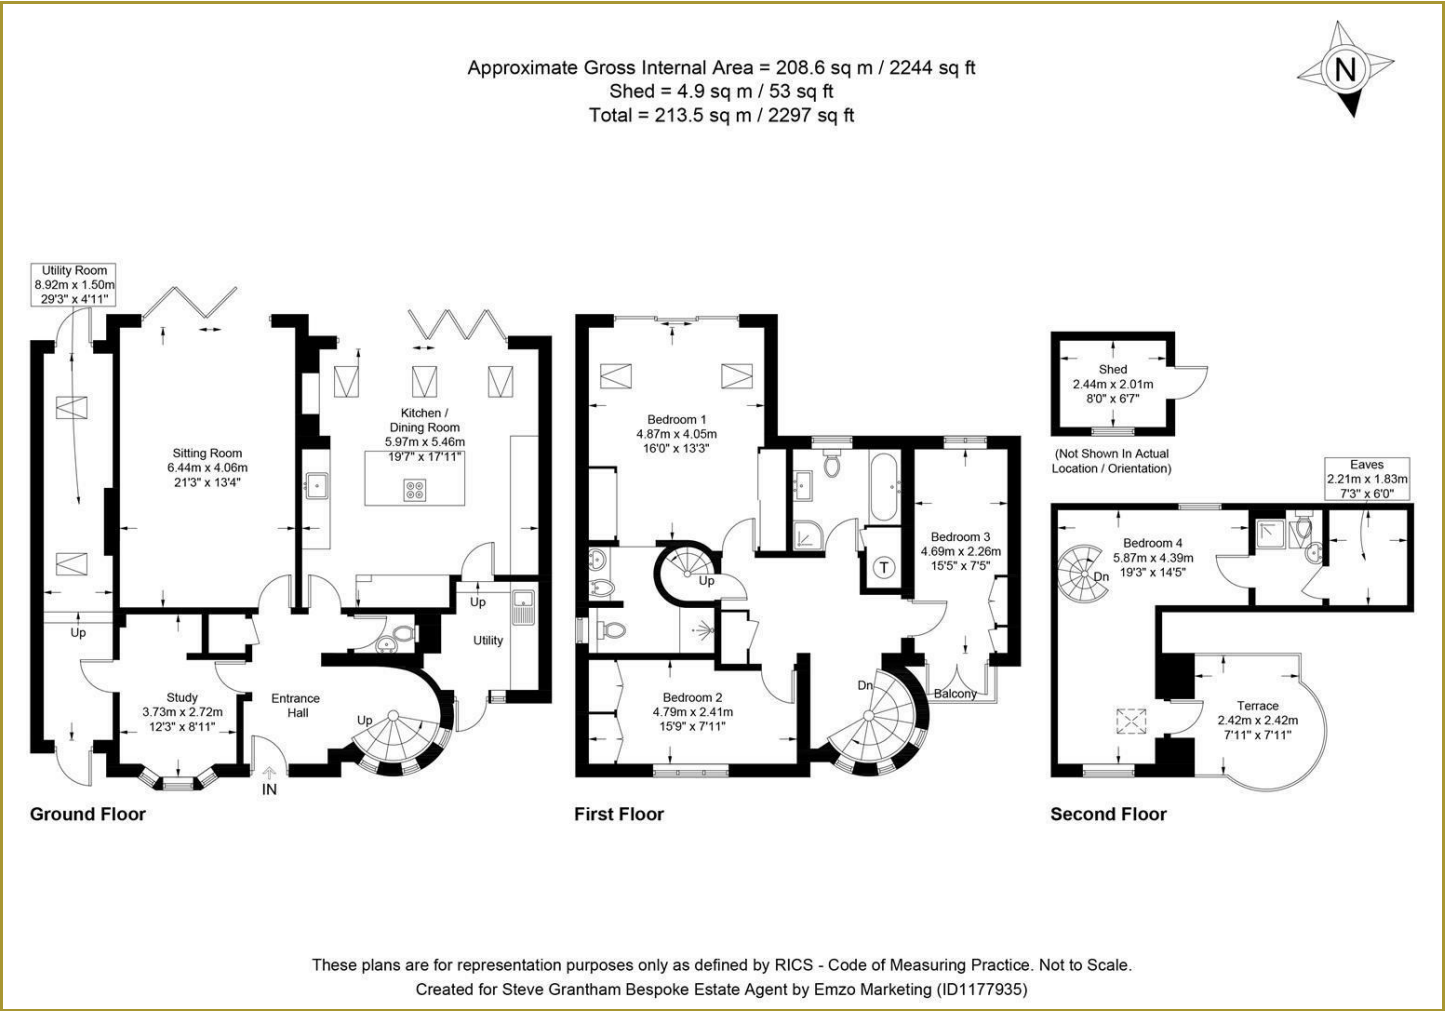 Approximate Gross Internal Area = 208.6 sq m / 2244 sq ft
Shed = 4.9 sq m / 53 sq ft
Total = 213.5 sq m / 2297 sq ft
N
Utility Room
8.92m x 1.50m
29'3" x 4'11"
Sitting Room
6.44m x 4.06m
21'3" x 13'4"
Kitchen /
Dining Room
5.97m x 5.46m
19'7" x 17'11"
Up
Up
Utility
Study
3.73m x 2.72m
12'3" x 8'11"
Entrance
Hall
Up
IN
Ground Floor
Bedroom 1
4.87m x 4.05m
16'0" x 13'3"
Up
T
Bedroom 3
4.69m x 2.26m
15'5" x 7'5"
Bedroom 2
4.79m x 2.41m
15'9" x 7'11"
Dn
Balcony
First Floor
Shed
2.44m x 2.01m
8'0" x 6'7"
(Not Shown In Actual
Location / Orientation)
Eaves
2.21m x 1.83m
7'3" x 6'0"
Bedroom 4
5.87m x 4.39m
19'3" x 14'5"
Dn
Terrace
2.42m x 2.42m
7'11" x 7'11"
Second Floor
These plans are for representation purposes only as defined by RICS - Code of Measuring Practice. Not to Scale.
Created for Steve Grantham Bespoke Estate Agent by Emzo Marketing (ID1177935)